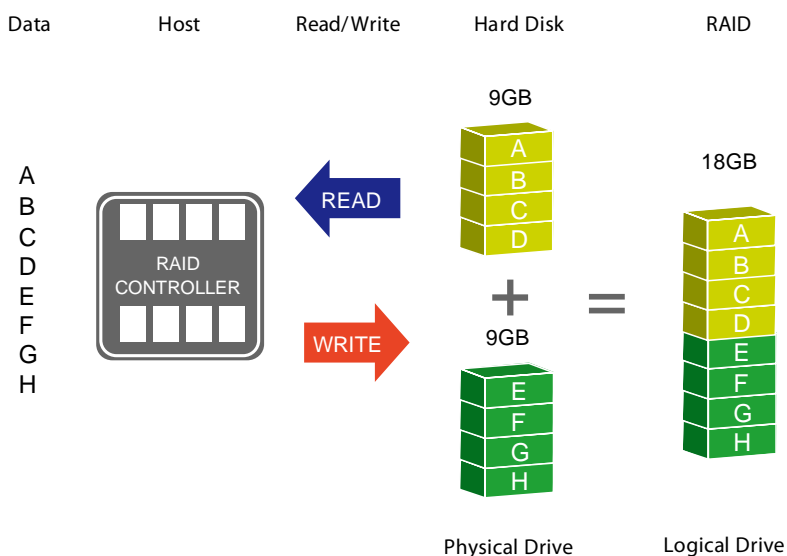 Data Host Read/Write Hard Disk RAID
A
B
C
D
E
F
G
H
RAID
CONTROLLER
READ
WRITE
9GB
A
B
C
D
+
9GB
E
F
G
H
=
18GB
A
B
C
D
E
F
G
H
Physical Drive Logical Drive